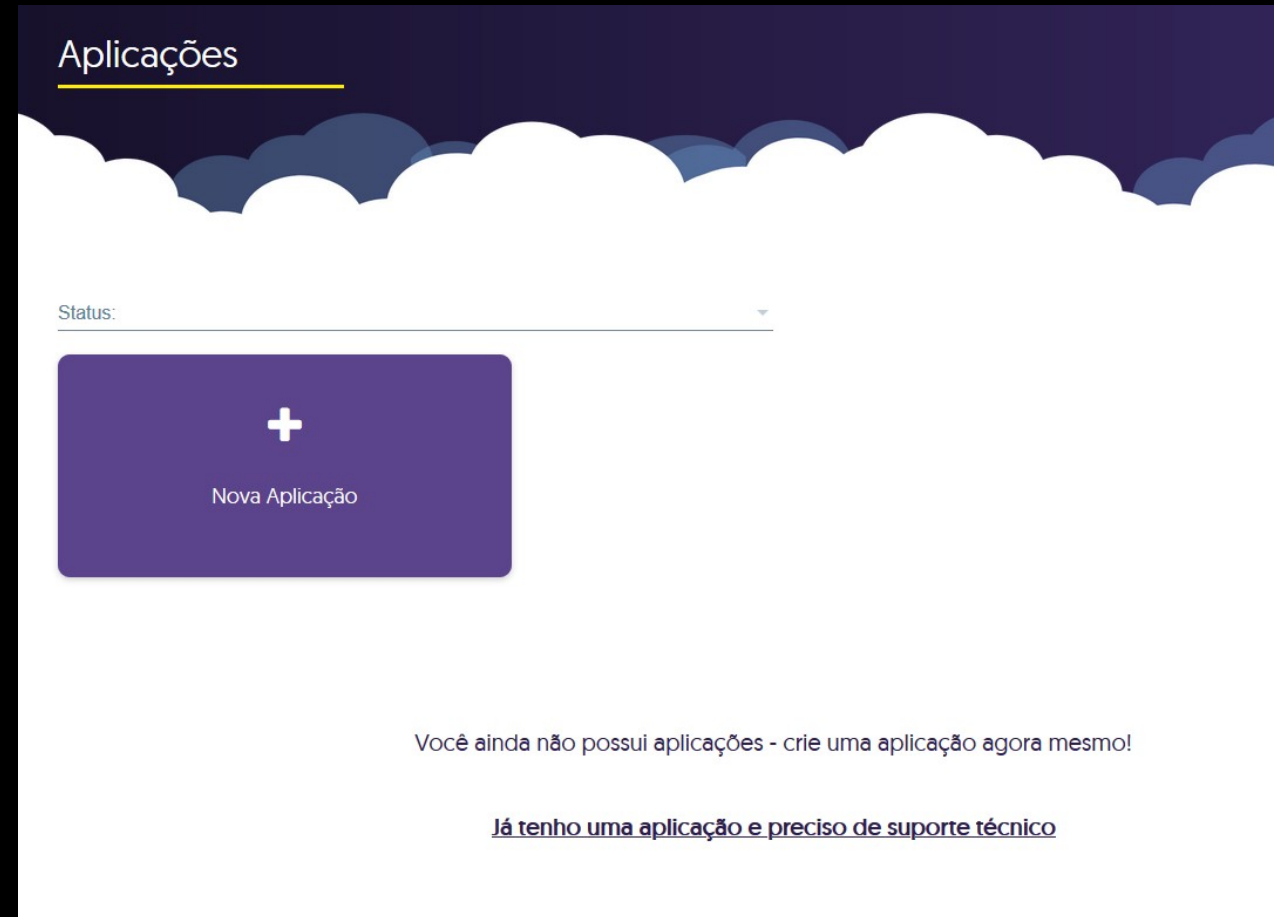 Aplicações
Status:
Nova Aplicação
Você ainda não possui aplicações - crie uma aplicação agora mesmo!
Já tenho uma aplicação e preciso de suporte técnico